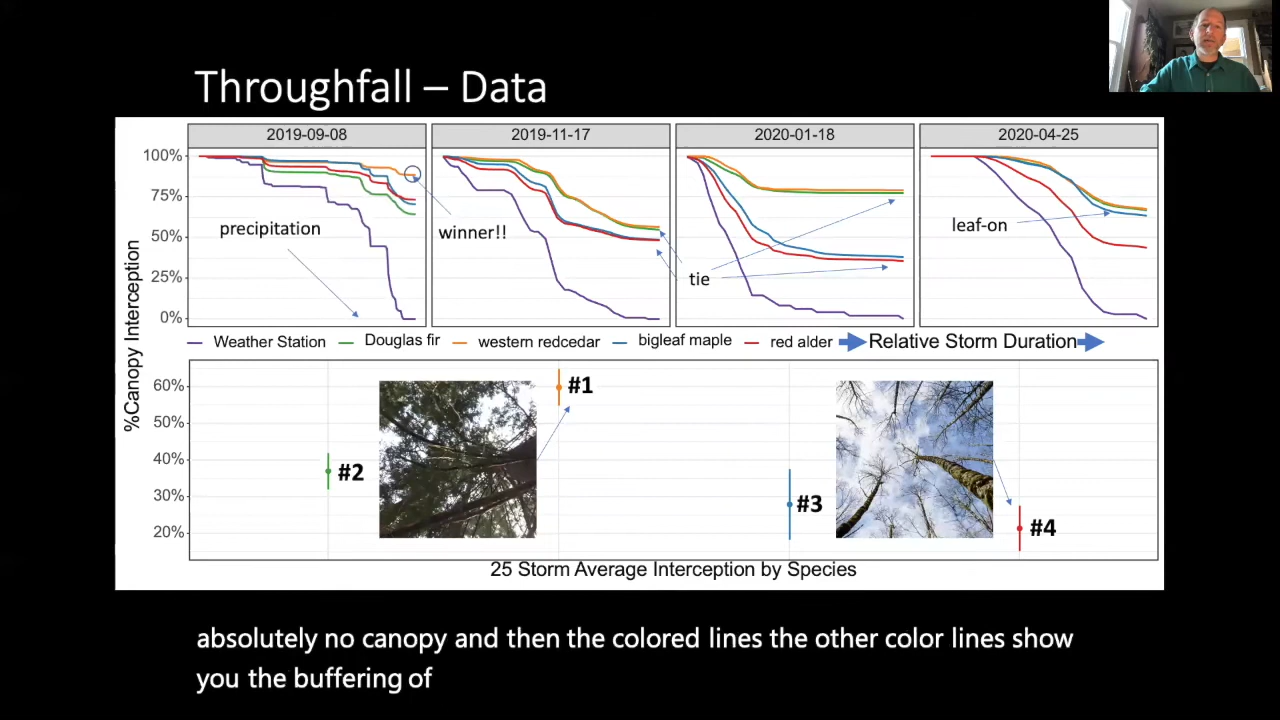 Throughfall – Data
2019-09-08
2019-11-17
2020-01-18
2020-04-25
%Canopy Interception
100%
75%
50%
25%
0%
precipitation
winner!!
tie
leaf-on
Weather Station
Douglas fir
western redcedar
bigleaf maple
red alder
Relative Storm Duration
60%
50%
40%
30%
20%
#2
#1
#3
#4
25 Storm Average Interception by Species
absolutely no canopy and then the colored lines the other color lines show
you the buffering of